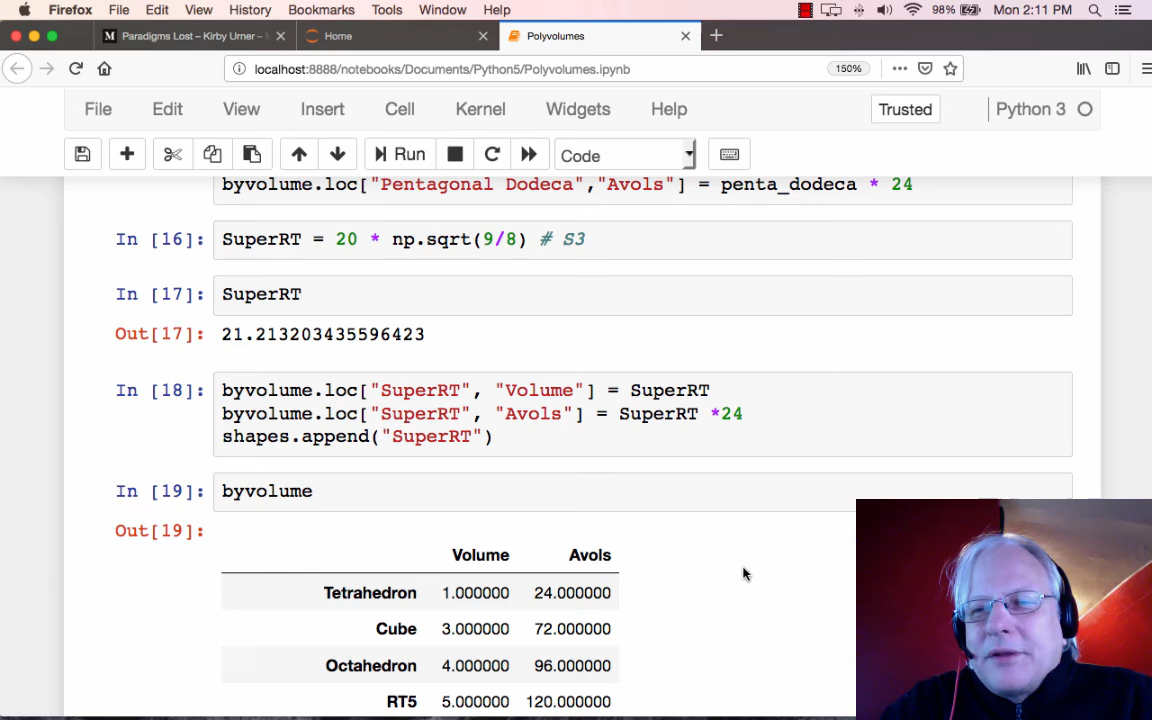 Firefox File Edit View History Bookmarks Tools Window Help 98% Mon 2:11 PM
M Paradigms Lost – Kirby Urner – Home Polyvolumes
localhost:8888/notebooks/Documents/Python5/Polyvolumes.ipynb 150%
File Edit View Insert Cell Kernel Widgets Help Trusted Python 3
Run Code
byvolume.loc["Pentagonal Dodeca","Avols"] = penta_dodeca * 24
In [16]: SuperRT = 20 * np.sqrt(9/8) # S3
In [17]: SuperRT
Out[17]: 21.213203435596423
In [18]: byvolume.loc["SuperRT", "Volume"] = SuperRT
byvolume.loc["SuperRT", "Avols"] = SuperRT *24
shapes.append("SuperRT")
In [19]: byvolume
Out[19]:
Volume Avols
Tetrahedron 1.000000 24.000000
Cube 3.000000 72.000000
Octahedron 4.000000 96.000000
RT5 5.000000 120.000000